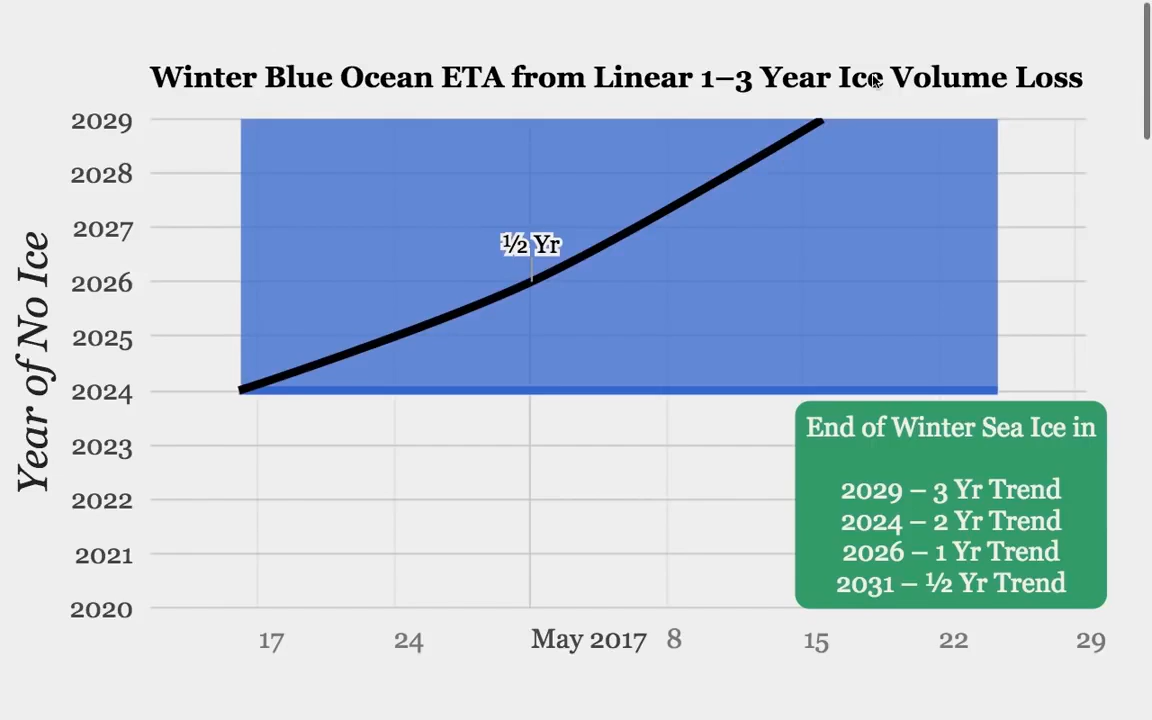 Winter Blue Ocean ETA from Linear 1–3 Year Ice Volume Loss
Year of No Ice
2029
2028
2027
2026
2025
2024
2023
2022
2021
2020
½ Yr
End of Winter Sea Ice in
2029 – 3 Yr Trend
2024 – 2 Yr Trend
2026 – 1 Yr Trend
2031 – ½ Yr Trend
17 24 May 2017 8 15 22 29